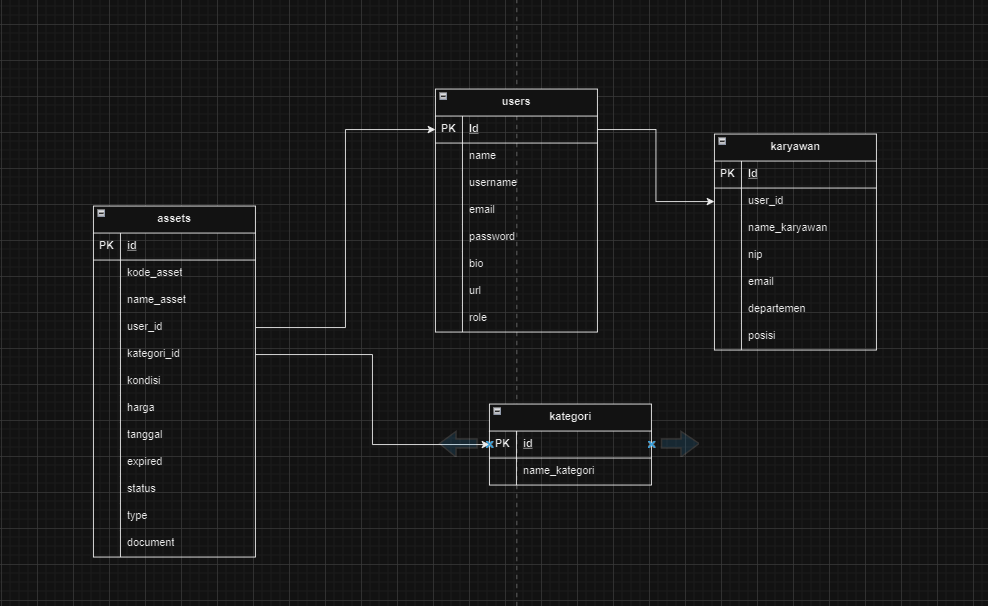 users
PK Id
name
username
email
password
bio
url
role
karyawan
PK Id
user_id
name_karyawan
nip
email
departemen
posisi
assets
PK id
kode_asset
name_asset
user_id
kategori_id
kondisi
harga
tanggal
expired
status
type
document
kategori
PK id
name_kategori